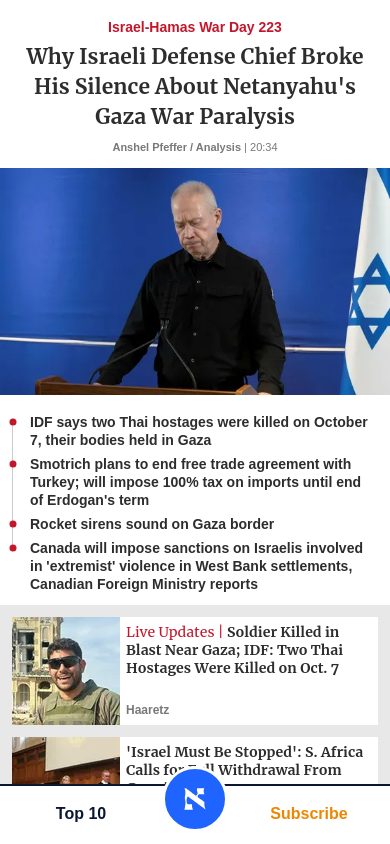 Israel-Hamas War Day 223
Why Israeli Defense Chief Broke
His Silence About Netanyahu's
Gaza War Paralysis
Anshel Pfeffer / Analysis | 20:34
IDF says two Thai hostages were killed on October
7, their bodies held in Gaza
Smotrich plans to end free trade agreement with
Turkey; will impose 100% tax on imports until end
of Erdogan's term
Rocket sirens sound on Gaza border
Canada will impose sanctions on Israelis involved
in 'extremist' violence in West Bank settlements,
Canadian Foreign Ministry reports
Live Updates | Soldier Killed in
Blast Near Gaza; IDF: Two Thai
Hostages Were Killed on Oct. 7
Haaretz
'Israel Must Be Stopped': S. Africa
Calls for Full Withdrawal From
Top 10
Subscribe